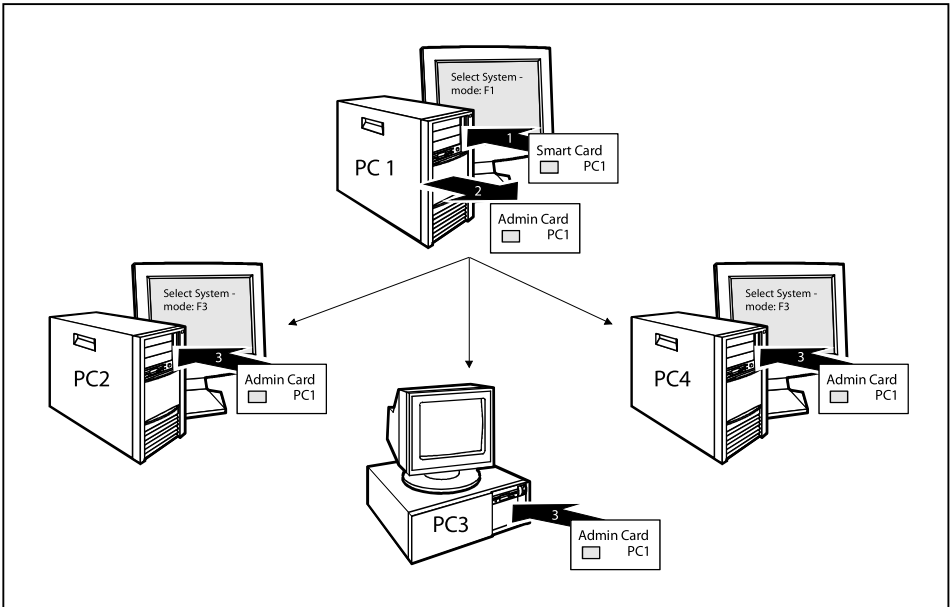 Select System -
mode: F1
PC 1
1
Smart Card
PC1
2
Admin Card
PC1
Select System -
mode: F3
PC2
3
Admin Card
PC1
Select System -
mode: F3
PC4
3
Admin Card
PC1
PC3
3
Admin Card
PC1